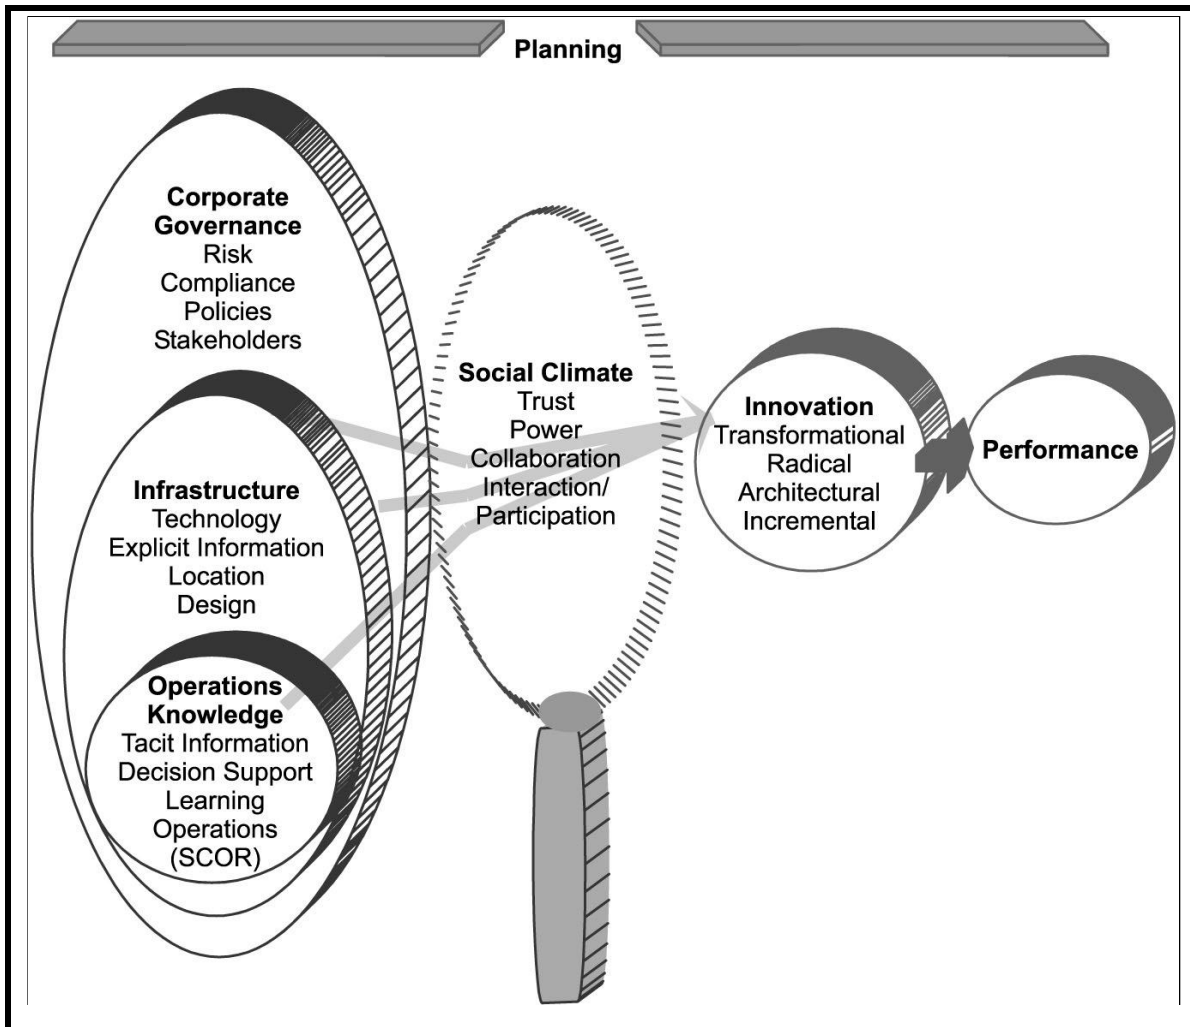 Planning
Corporate
Governance
Risk
Compliance
Policies
Stakeholders
Infrastructure
Technology
Explicit Information
Location
Design
Operations
Knowledge
Tacit Information
Decision Support
Learning
Operations
(SCOR)
Social Climate
Trust
Power
Collaboration
Interaction/
Participation
Innovation
Transformational
Radical
Architectural
Incremental
Performance